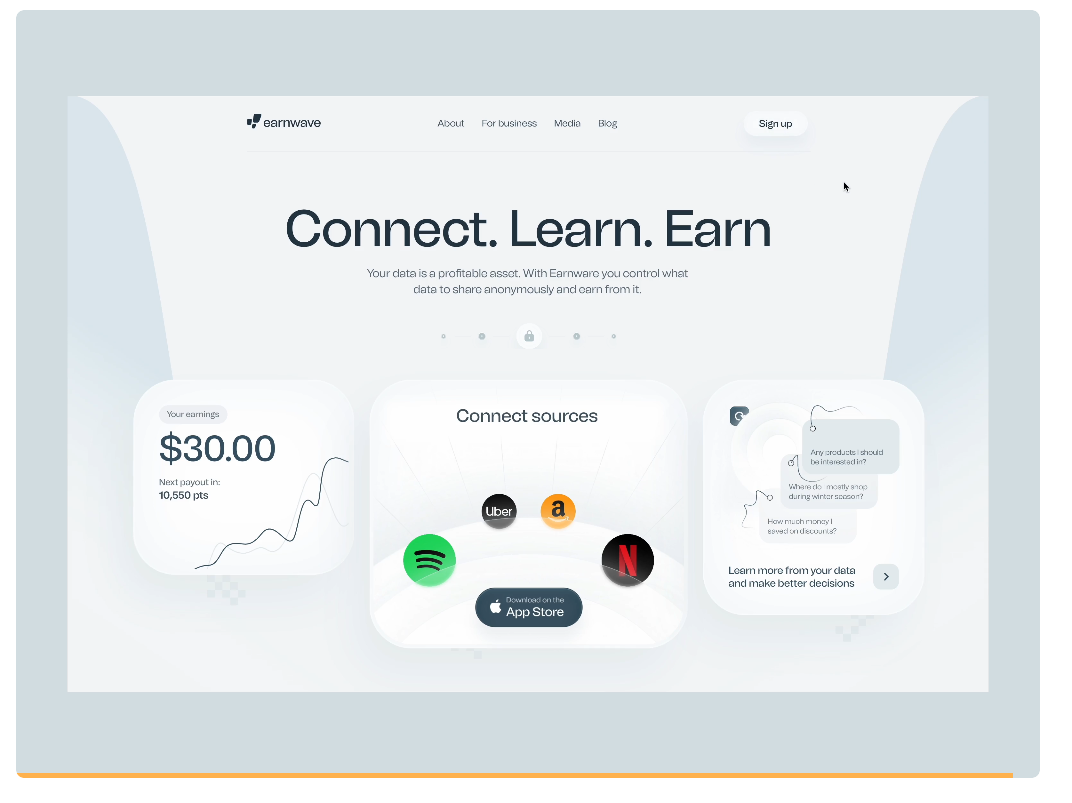 earnwave
About
For business
Media
Blog
Sign up
Connect. Learn. Earn
Your data is a profitable asset. With Earnware you control what
data to share anonymously and earn from it.
Your earnings
$30.00
Next payout in:
10,550 pts
Connect sources
Uber
a
N
Download on the
App Store
G
Any products I should
be interested in?
Where do I mostly shop
during winter season?
How much money I
saved on discounts?
Learn more from your data
and make better decisions